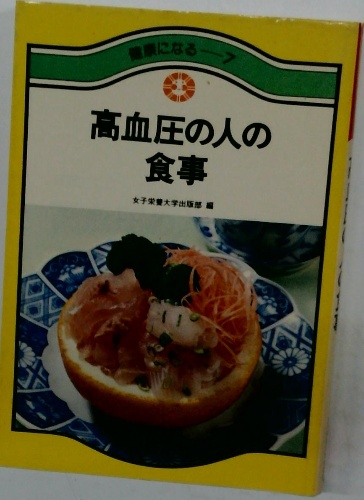 健康になる—7
高血圧の人の
食事
女子栄養大学出版部 編